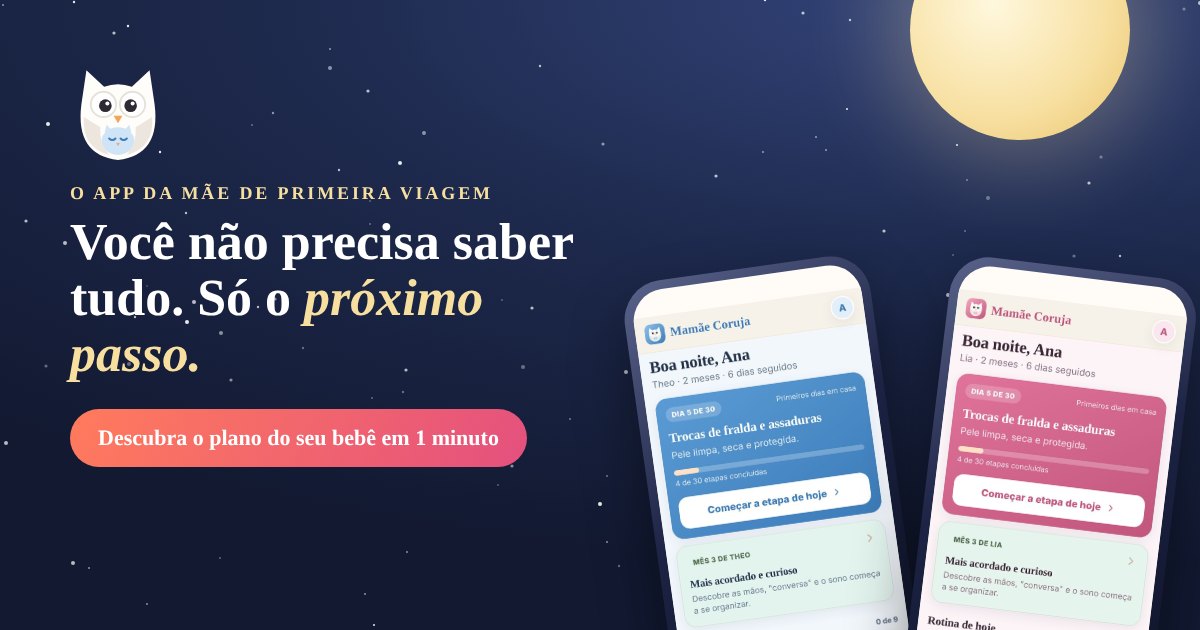 O APP DA MÃE DE PRIMEIRA VIAGEM
Você não precisa saber
tudo. Só o próximo
passo.
Descubra o plano do seu bebê em 1 minuto
Mamãe Coruja
A
Boa noite, Ana
Theo · 2 meses · 6 dias seguidos
DIA 5 DE 30
Primeiros dias em casa
Trocas de fralda e assaduras
Pele limpa, seca e protegida.
4 de 30 etapas concluídas
Começar a etapa de hoje
MÊS 3 DE THEO
Mais acordado e curioso
Descobre as mãos, "conversa" e o sono começa
a se organizar.
0 de 9
Mamãe Coruja
A
Boa noite, Ana
Lia · 2 meses · 6 dias seguidos
DIA 5 DE 30
Primeiros dias em casa
Trocas de fralda e assaduras
Pele limpa, seca e protegida.
4 de 30 etapas concluídas
Começar a etapa de hoje
MÊS 3 DE LIA
Mais acordado e curioso
Descobre as mãos, "conversa" e o sono começa
a se organizar.
Rotina de hoje